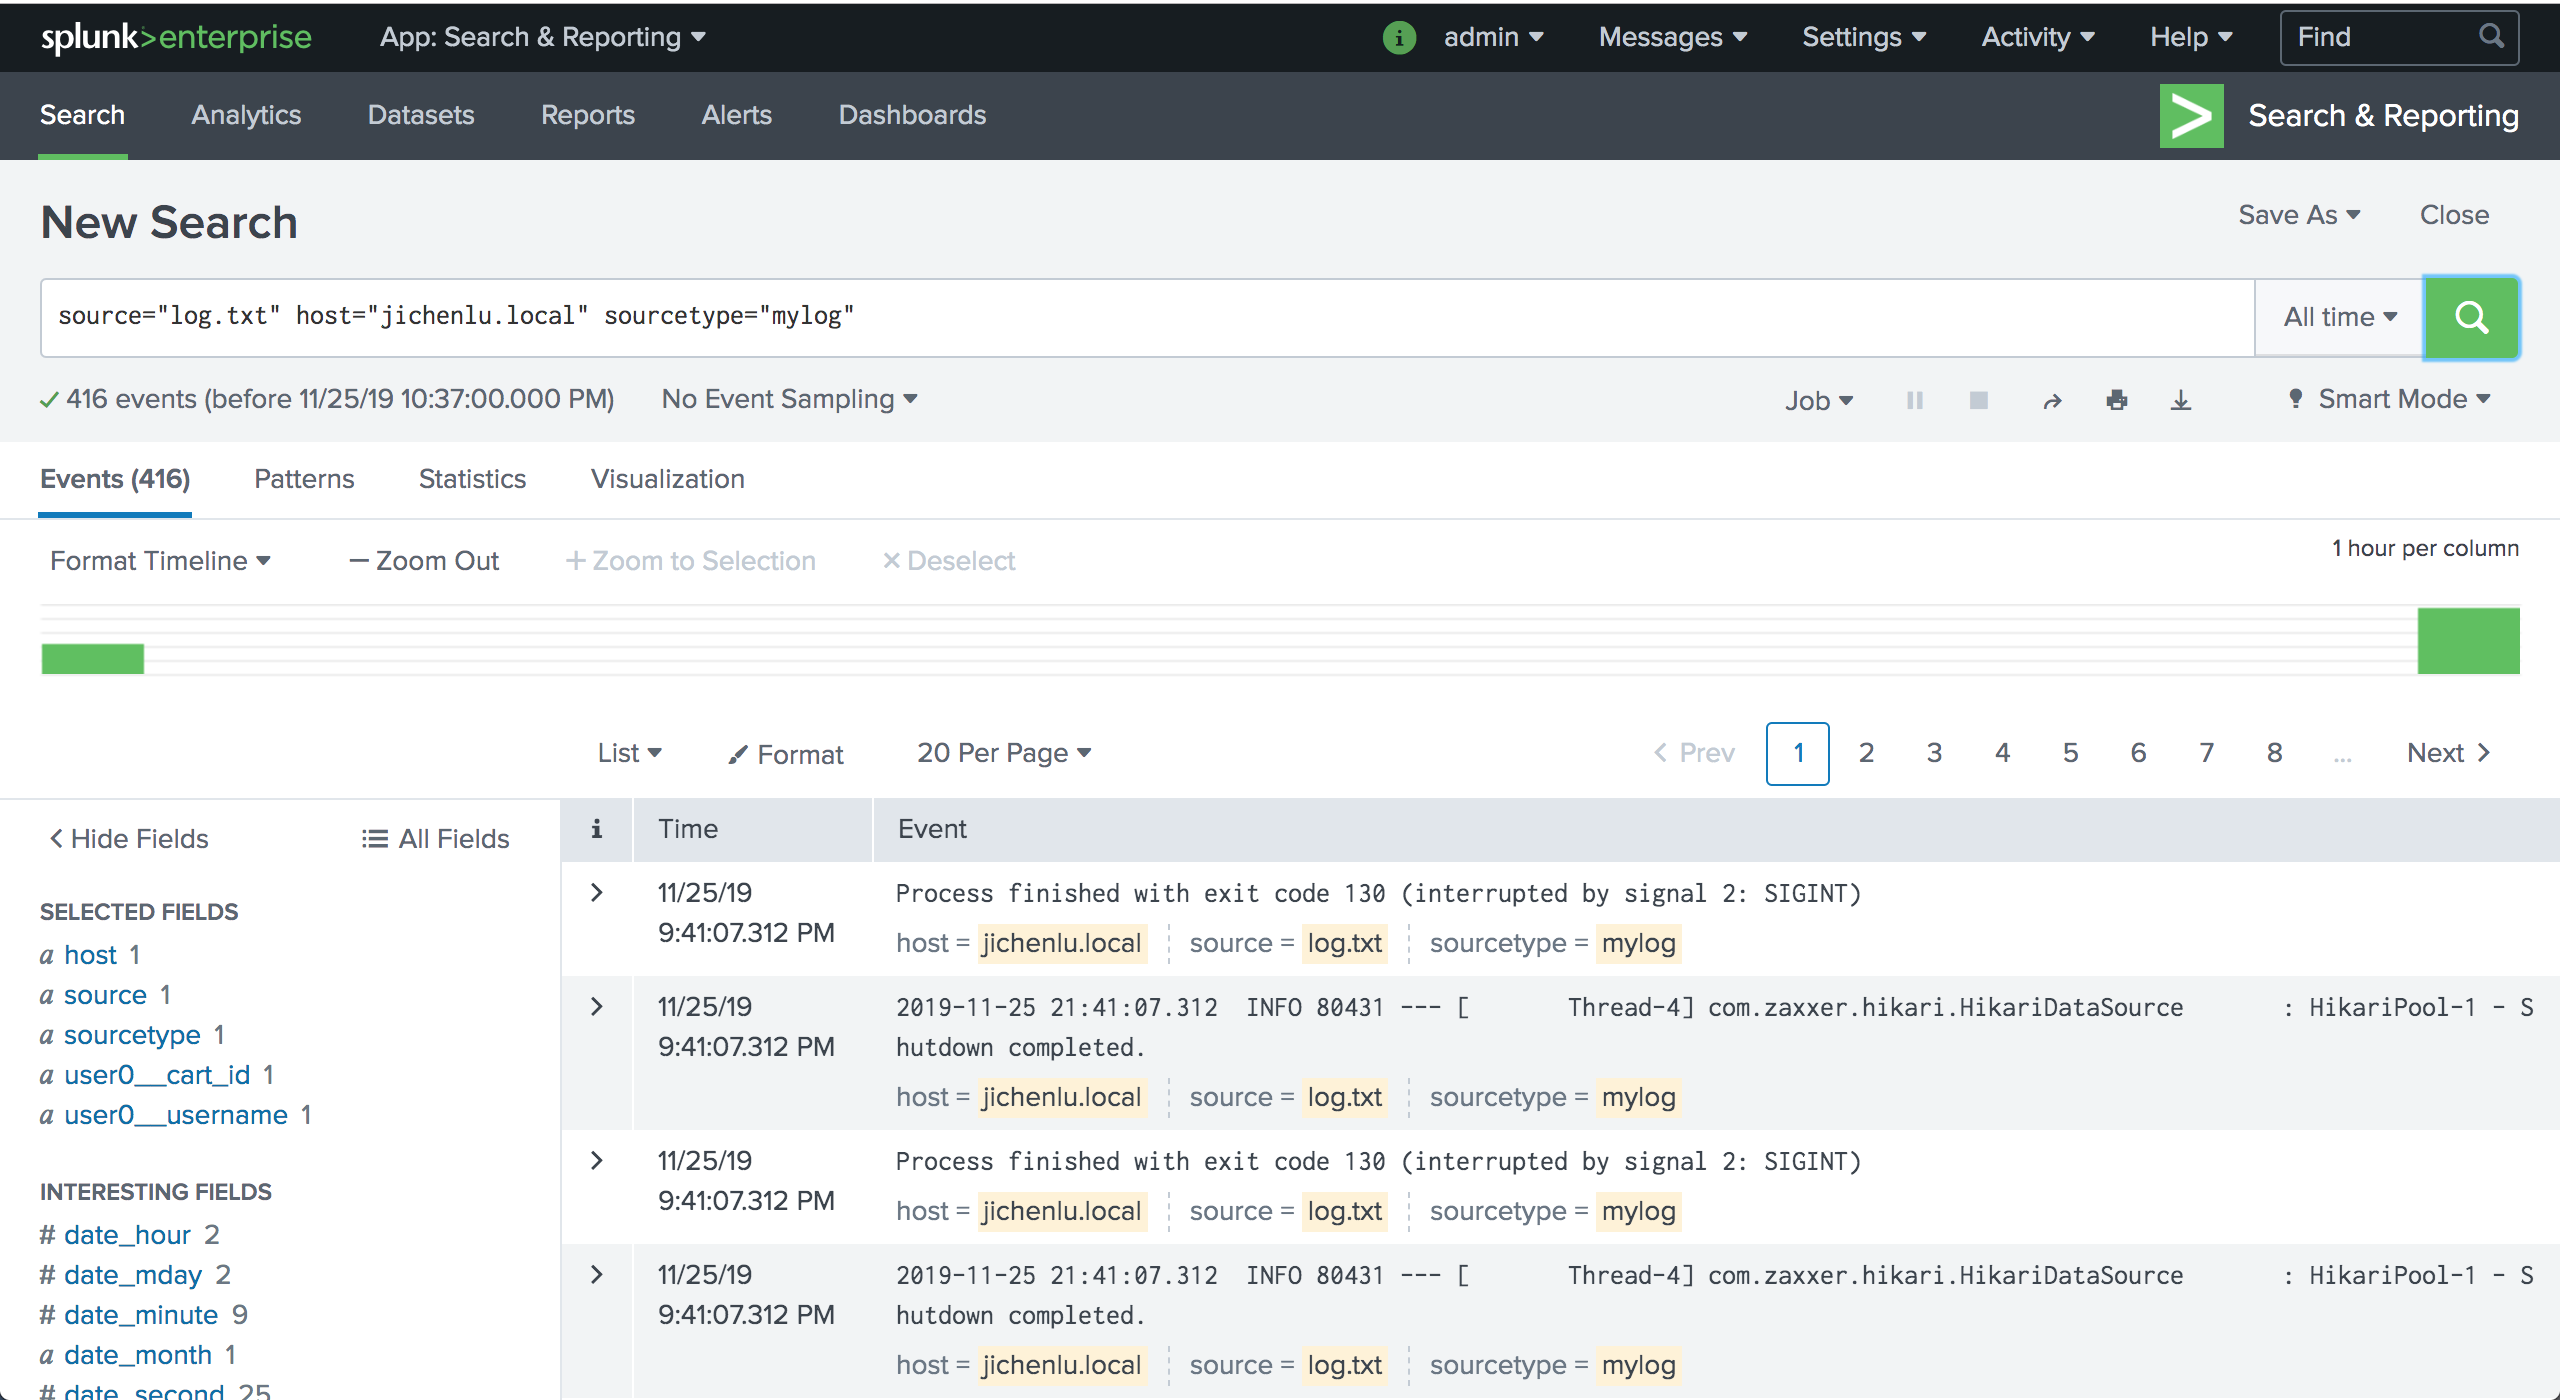 splunk>enterprise App: Search & Reporting i admin Messages Settings Activity Help Find
Search Analytics Datasets Reports Alerts Dashboards > Search & Reporting
New Search Save As Close
source="log.txt" host="jichenlu.local" sourcetype="mylog" All time
416 events (before 11/25/19 10:37:00.000 PM) No Event Sampling Job Smart Mode
Events (416) Patterns Statistics Visualization
Format Timeline — Zoom Out + Zoom to Selection × Deselect 1 hour per column
List Format 20 Per Page < Prev 1 2 3 4 5 6 7 8 ... Next >
< Hide Fields All Fields
SELECTED FIELDS
a host 1
a source 1
a sourcetype 1
a user0__cart_id 1
a user0__username 1
INTERESTING FIELDS
# date_hour 2
# date_mday 2
# date_minute 9
a date_month 1
# date_second 25
i Time Event
> 11/25/19 Process finished with exit code 130 (interrupted by signal 2: SIGINT)
9:41:07.312 PM host = jichenlu.local source = log.txt sourcetype = mylog
> 11/25/19 2019-11-25 21:41:07.312 INFO 80431 --- [ Thread-4] com.zaxxer.hikari.HikariDataSource : HikariPool-1 - S
9:41:07.312 PM hutdown completed.
host = jichenlu.local source = log.txt sourcetype = mylog
> 11/25/19 Process finished with exit code 130 (interrupted by signal 2: SIGINT)
9:41:07.312 PM host = jichenlu.local source = log.txt sourcetype = mylog
> 11/25/19 2019-11-25 21:41:07.312 INFO 80431 --- [ Thread-4] com.zaxxer.hikari.HikariDataSource : HikariPool-1 - S
9:41:07.312 PM hutdown completed.
host = jichenlu.local source = log.txt sourcetype = mylog